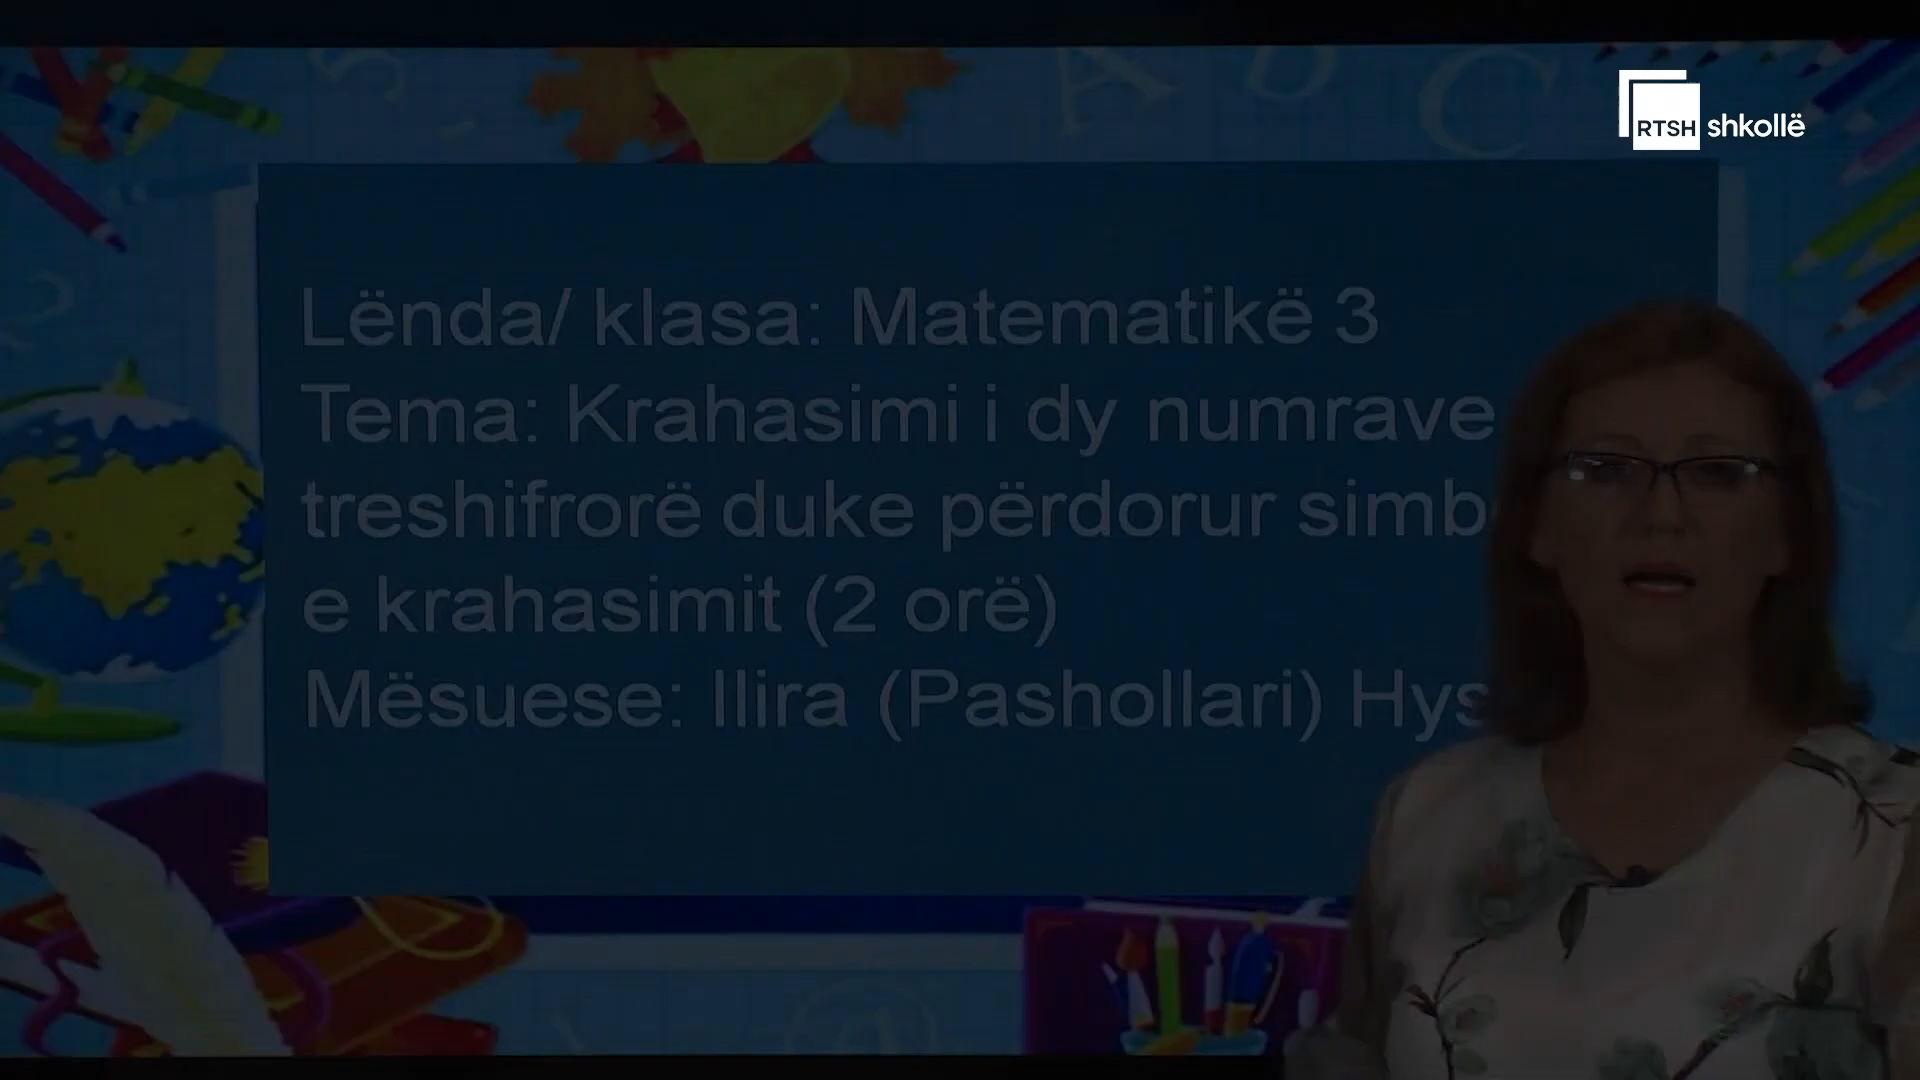 RTSH shkollë
Lënda/ klasa: Matematikë 3
Tema: Krahasimi i dy numrave
treshifrorë duke përdorur
e krahasimit (2 orë)
Mësuese: Ilira (Pashollari)
A B C